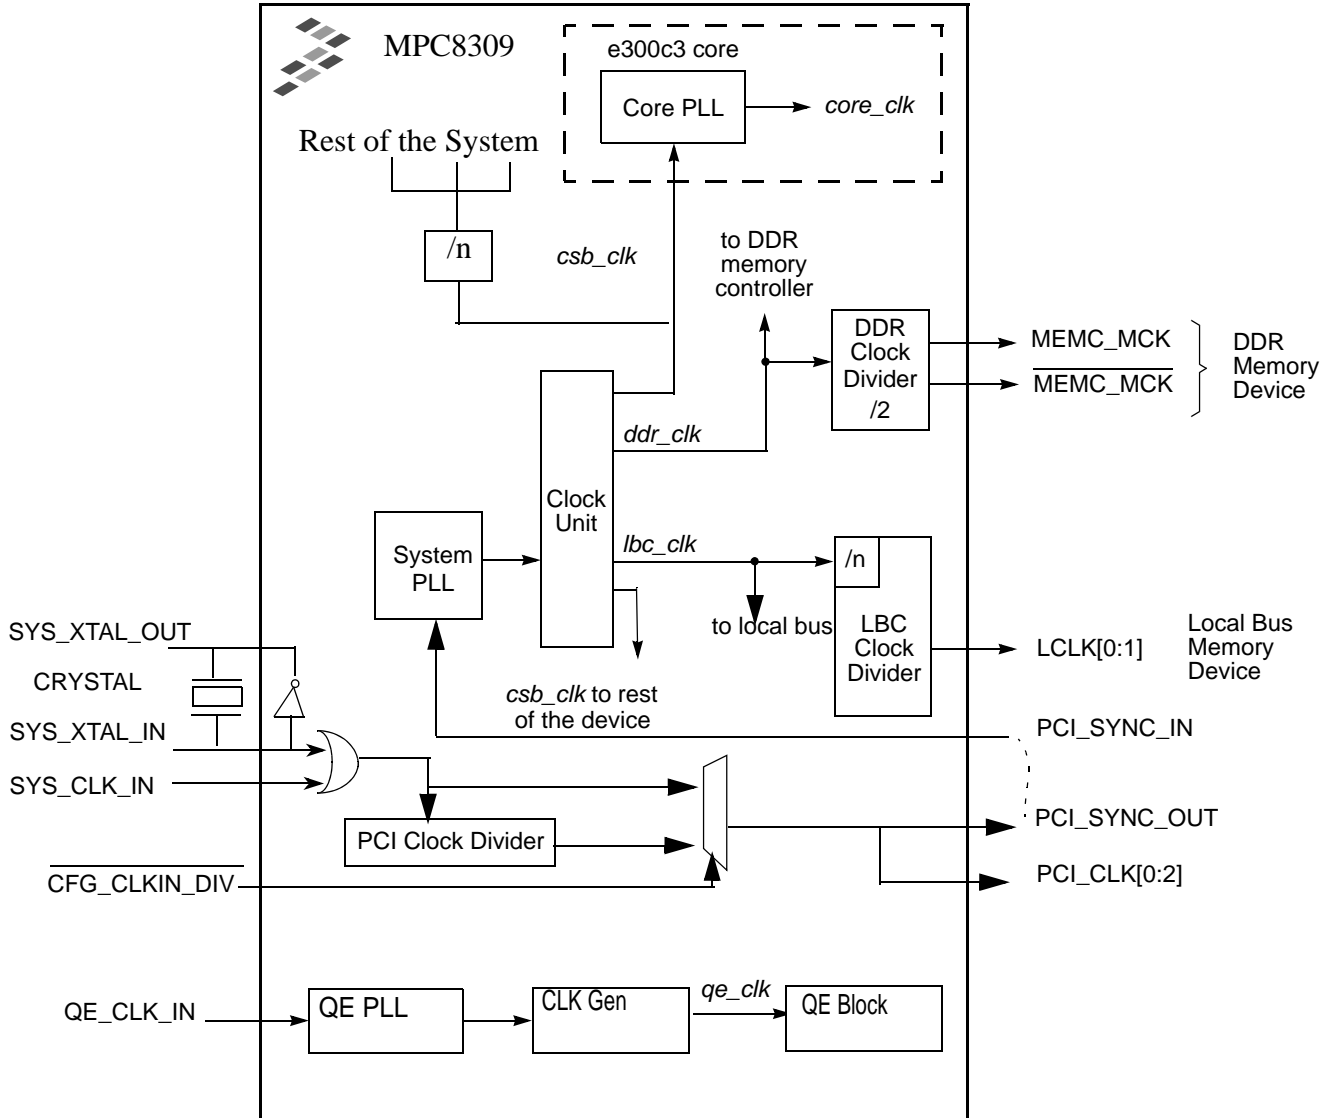 MPC8309
e300c3 core
Core PLL
core_clk
Rest of the System
/n
csb_clk
to DDR
memory
controller
DDR
Clock
Divider
/2
MEMC_MCK
MEMC_MCK
DDR
Memory
Device
ddr_clk
Clock
Unit
System
PLL
lbc_clk
/n
LBC
Clock
Divider
to local bus
LCLK[0:1]
Local Bus
Memory
Device
csb_clk to rest
of the device
SYS_XTAL_OUT
CRYSTAL
SYS_XTAL_IN
SYS_CLK_IN
PCI_SYNC_IN
PCI Clock Divider
PCI_SYNC_OUT
CFG_CLKIN_DIV
PCI_CLK[0:2]
QE_CLK_IN
QE PLL
CLK Gen
qe_clk
QE Block